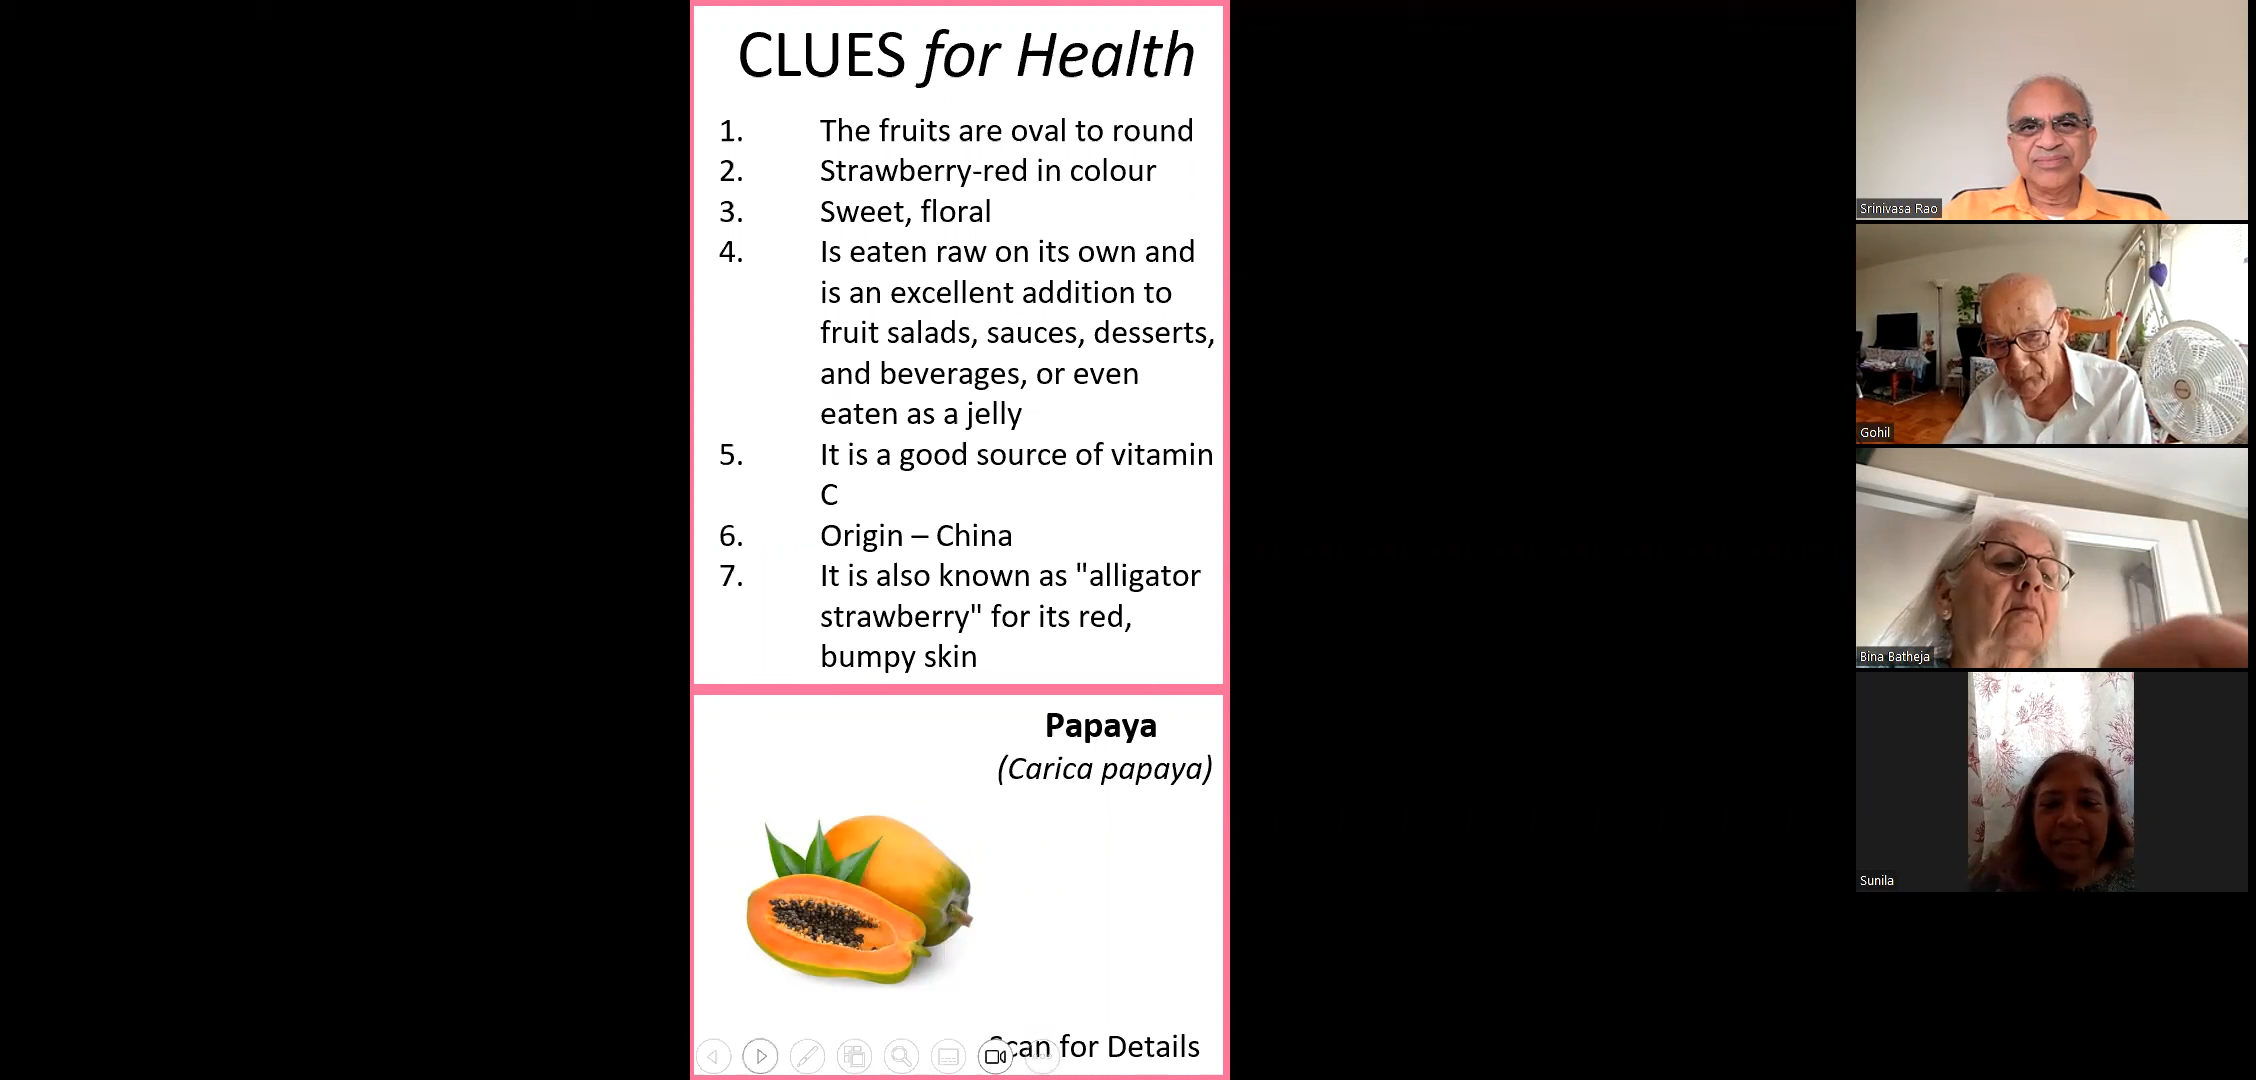 CLUES for Health
1. The fruits are oval to round
2. Strawberry-red in colour
3. Sweet, floral
4. Is eaten raw on its own and
is an excellent addition to
fruit salads, sauces, desserts,
and beverages, or even
eaten as a jelly
5. It is a good source of vitamin
C
6. Origin – China
7. It is also known as "alligator
strawberry" for its red,
bumpy skin
Papaya
(Carica papaya)
Scan for Details
Srinivasa Rao
Gohil
Bina Batheja
Sunila